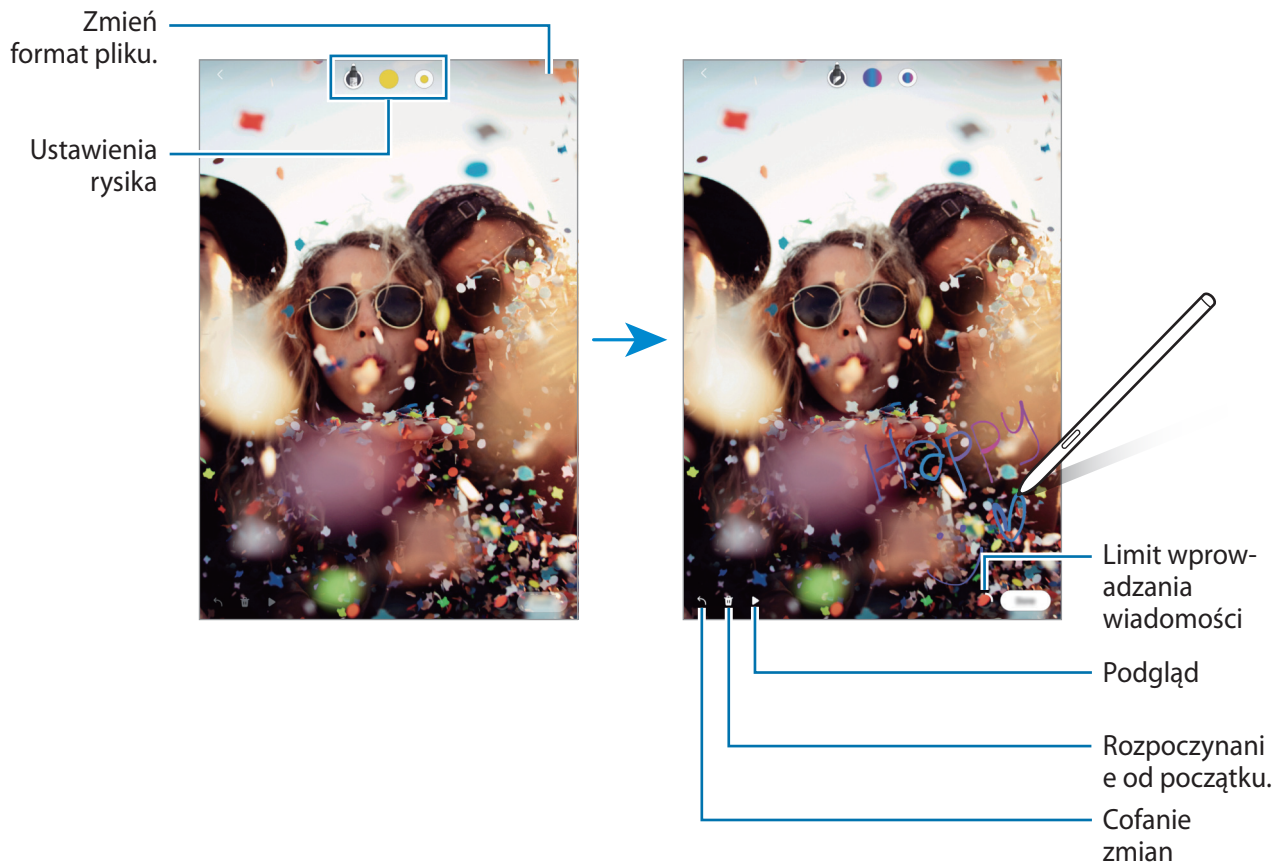 Zmień
format pliku.
Ustawienia
rysika
Happy
Limit wprow-
adzania
wiadomości
Podgląd
Rozpoczynani
e od początku.
Cofanie
zmian